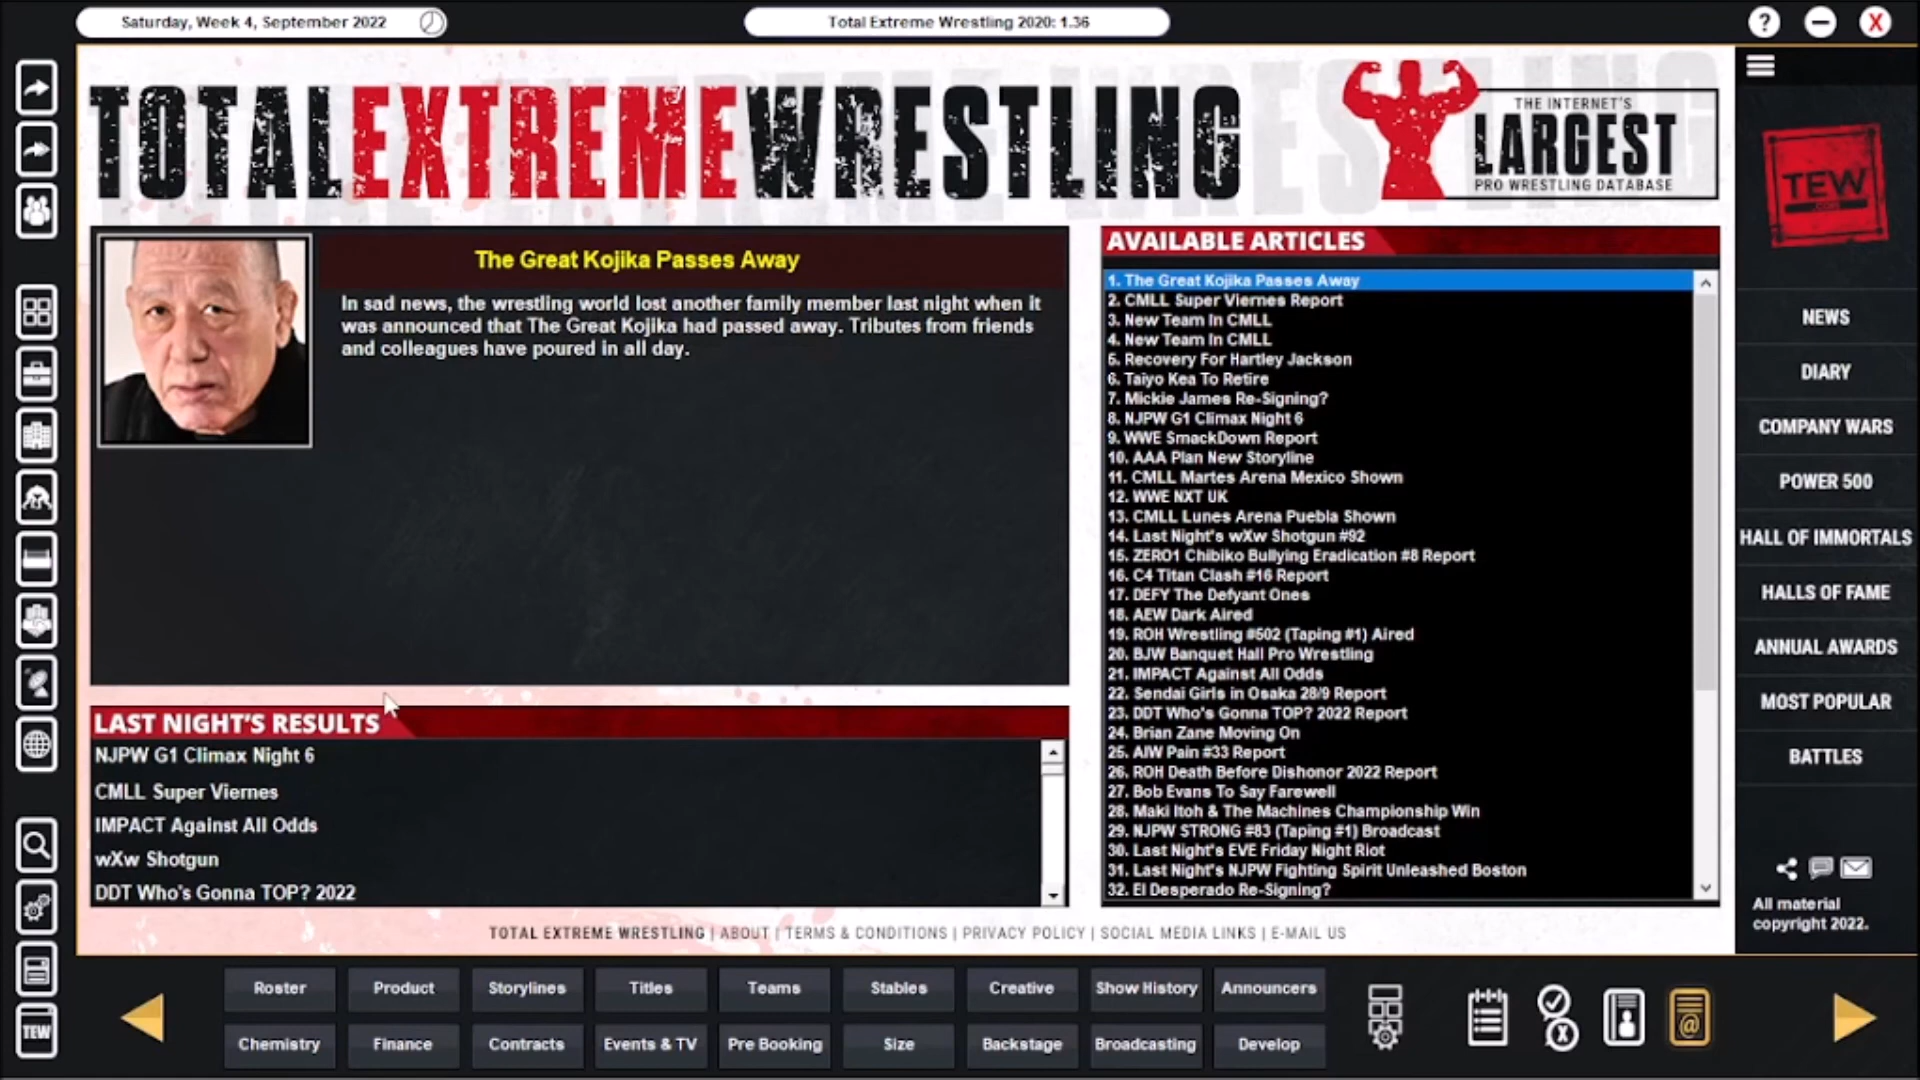 Saturday, Week 4, September 2022
Total Extreme Wrestling 2020: 1.36
?
X
TOTALEXTREMEWRESTLING
THE INTERNET'S
LARGEST
PRO WRESTLING DATABASE
TEW
.COM
The Great Kojika Passes Away
In sad news, the wrestling world lost another family member last night when it
was announced that The Great Kojika had passed away. Tributes from friends
and colleagues have poured in all day.
AVAILABLE ARTICLES
1. The Great Kojika Passes Away
2. CMLL Super Viernes Report
3. New Team In CMLL
4. New Team In CMLL
5. Recovery For Hartley Jackson
6. Taiyo Kea To Retire
7. Mickie James Re-Signing?
8. NJPW G1 Climax Night 6
9. WWE SmackDown Report
10. AAA Plan New Storyline
11. CMLL Martes Arena Mexico Shown
12. WWE NXT UK
13. CMLL Lunes Arena Puebla Shown
14. Last Night's wXw Shotgun #92
15. ZERO1 Chibiko Bullying Eradication #8 Report
16. C4 Titan Clash #16 Report
17. DEFY The Defyant Ones
18. AEW Dark Aired
19. ROH Wrestling #502 (Taping #1) Aired
20. BJW Banquet Hall Pro Wrestling
21. IMPACT Against All Odds
22. Sendai Girls in Osaka 28/9 Report
23. DDT Who's Gonna TOP? 2022 Report
24. Brian Zane Moving On
25. AIW Pain #33 Report
26. ROH Death Before Dishonor 2022 Report
27. Bob Evans To Say Farewell
28. Maki Itoh & The Machines Championship Win
29. NJPW STRONG #83 (Taping #1) Broadcast
30. Last Night's EVE Friday Night Riot
31. Last Night's NJPW Fighting Spirit Unleashed Boston
32. El Desperado Re-Signing?
LAST NIGHT'S RESULTS
NJPW G1 Climax Night 6
CMLL Super Viernes
IMPACT Against All Odds
wXw Shotgun
DDT Who's Gonna TOP? 2022
NEWS
DIARY
COMPANY WARS
POWER 500
HALL OF IMMORTALS
HALLS OF FAME
ANNUAL AWARDS
MOST POPULAR
BATTLES
All material
copyright 2022.
TOTAL EXTREME WRESTLING | ABOUT | TERMS & CONDITIONS | PRIVACY POLICY | SOCIAL MEDIA LINKS | E-MAIL US
TEW
Roster Product Storylines Titles Teams Stables Creative Show History Announcers
Chemistry Finance Contracts Events & TV Pre Booking Size Backstage Broadcasting Develop